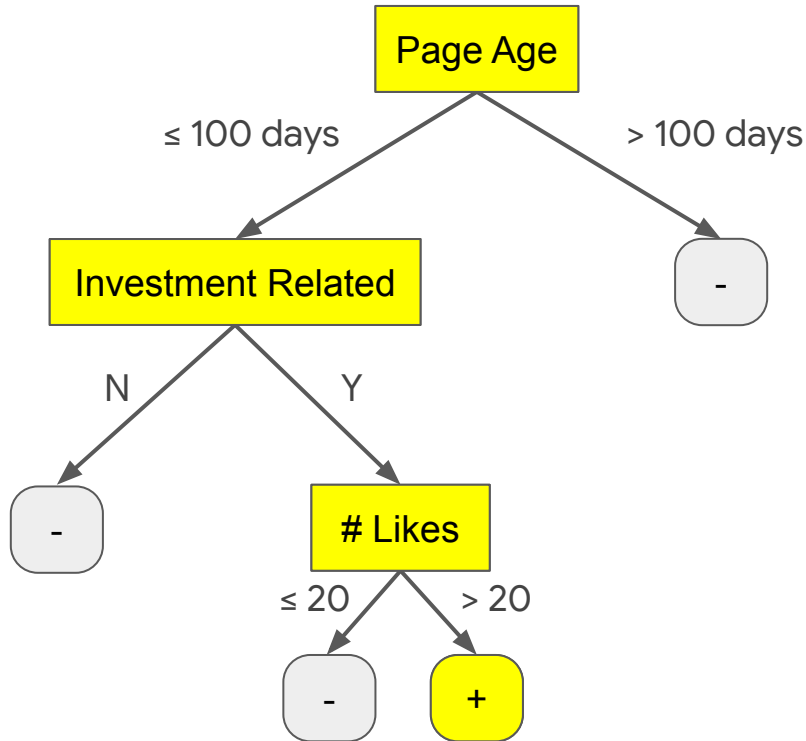 Page Age
≤ 100 days
> 100 days
Investment Related
-
N
Y
-
# Likes
≤ 20
> 20
-
+